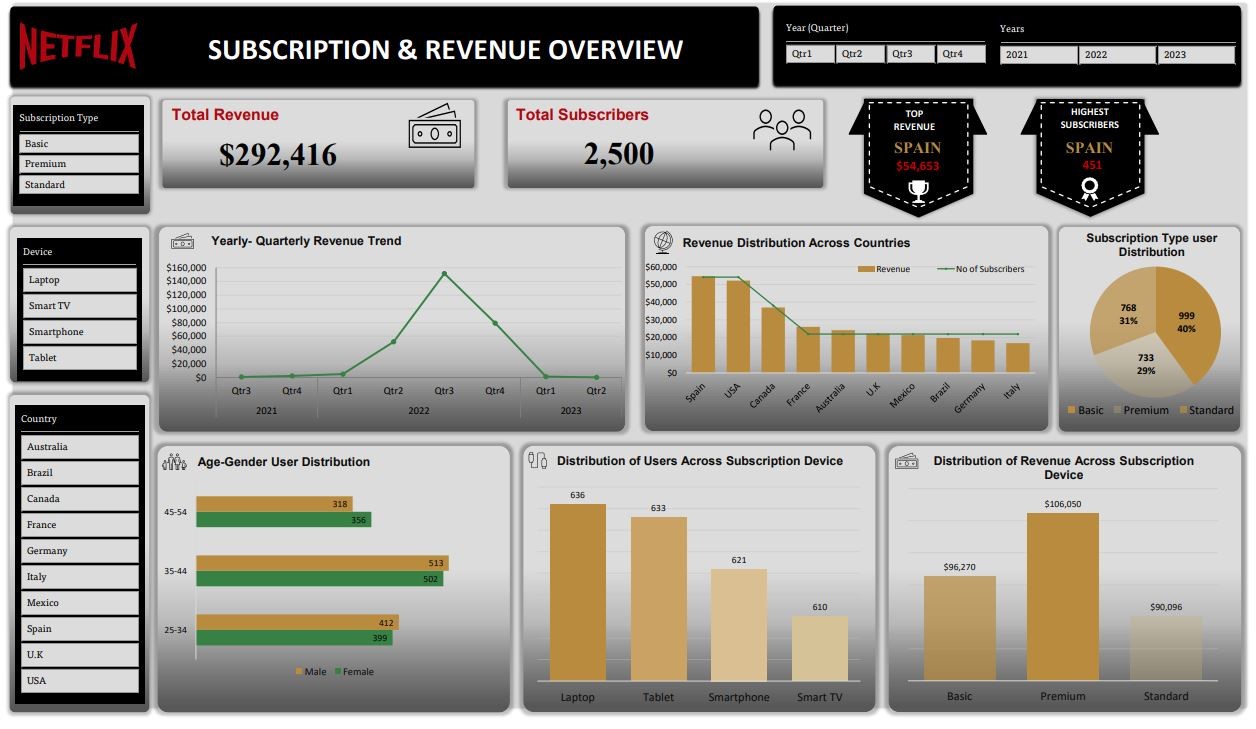 NETFLIX
SUBSCRIPTION & REVENUE OVERVIEW
Year (Quarter)
Qtr1 Qtr2 Qtr3 Qtr4
Years
2021 2022 2023
Subscription Type
Basic
Premium
Standard
Total Revenue
$292,416
Total Subscribers
2,500
TOP
REVENUE
SPAIN
$54,653
HIGHEST
SUBSCRIBERS
SPAIN
451
Device
Laptop
Smart TV
Smartphone
Tablet
Yearly- Quarterly Revenue Trend
$160,000
$140,000
$120,000
$100,000
$80,000
$60,000
$40,000
$20,000
$0
Qtr3 Qtr4 Qtr1 Qtr2 Qtr3 Qtr4 Qtr1 Qtr2
2021 2022 2023
Revenue Distribution Across Countries
Revenue No of Subscribers
$60,000
$50,000
$40,000
$30,000
$20,000
$10,000
$0
Spain USA Canada France Australia U.K Mexico Brazil Germany Italy
Subscription Type user
Distribution
768
31%
999
40%
733
29%
Basic Premium Standard
Country
Australia
Brazil
Canada
France
Germany
Italy
Mexico
Spain
U.K
USA
Age-Gender User Distribution
45-54
318
356
35-44
513
502
25-34
412
399
Male Female
Distribution of Users Across Subscription Device
636
633
621
610
Laptop Tablet Smartphone Smart TV
Distribution of Revenue Across Subscription
Device
$96,270
$106,050
$90,096
Basic Premium Standard